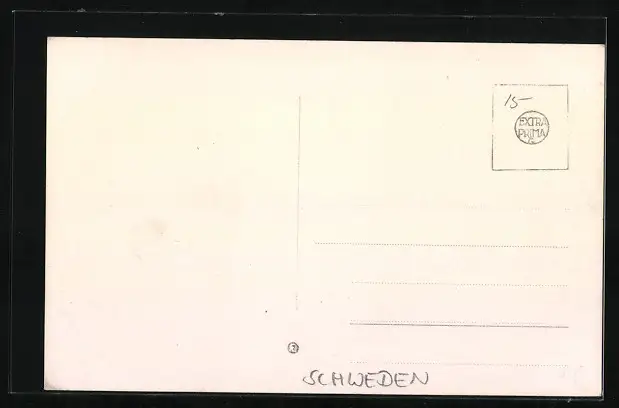 15-
EXTRA
PRIMA
SCHWEDEN